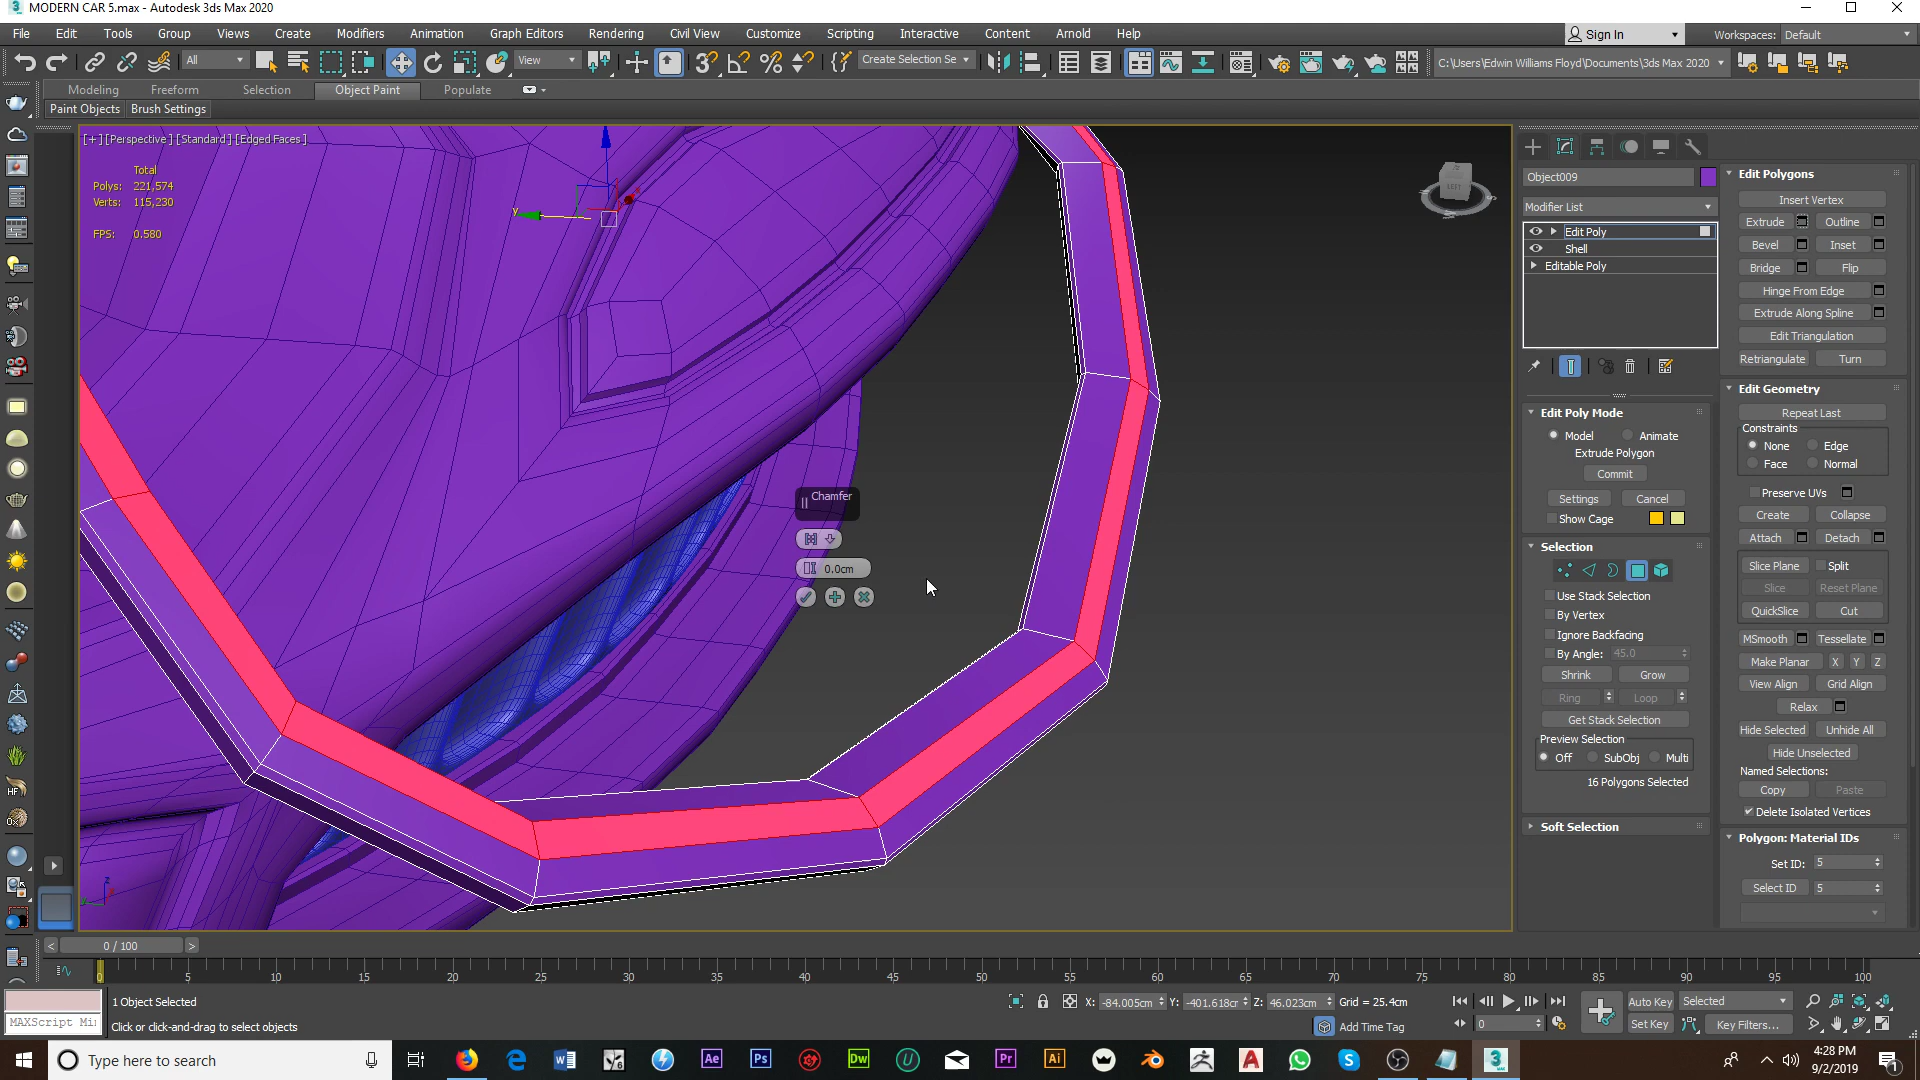 MODERN CAR 5.max - Autodesk 3ds Max 2020
File Edit Tools Group Views Create Modifiers Animation Graph Editors Rendering Civil View Customize Scripting Interactive Content Arnold Help
Sign In
Workspaces: Default
All
View
Create Selection Se
C:\Users\Edwin Williams Floyd\Documents\3ds Max 2020
Modeling Freeform Selection Object Paint Populate
Paint Objects Brush Settings
[+] [Perspective] [Standard] [Edged Faces]
Total
Polys: 221,574
Verts: 115,230
FPS: 0.580
y
LEFT
Chamfer
0.0cm
Object009
Modifier List
Edit Poly
Shell
Editable Poly
Edit Poly Mode
Model Animate
Extrude Polygon
Commit
Settings Cancel
Show Cage
Selection
Use Stack Selection
By Vertex
Ignore Backfacing
By Angle: 45.0
Shrink Grow
Ring Loop
Get Stack Selection
Preview Selection
Off SubObj Multi
16 Polygons Selected
Soft Selection
Edit Polygons
Insert Vertex
Extrude Outline
Bevel Inset
Bridge Flip
Hinge From Edge
Extrude Along Spline
Edit Triangulation
Retriangulate Turn
Edit Geometry
Repeat Last
Constraints
None Edge
Face Normal
Preserve UVs
Create Collapse
Attach Detach
Slice Plane Split
Slice Reset Plane
QuickSlice Cut
MSmooth Tessellate
Make Planar X Y Z
View Align Grid Align
Relax
Hide Selected Unhide All
Hide Unselected
Named Selections:
Copy Paste
Delete Isolated Vertices
Polygon: Material IDs
Set ID: 5
Select ID 5
0 / 100
0 5 10 15 20 25 30 35 40 45 50 55 60 65 70 75 80 85 90 95 100
1 Object Selected
X: -84.005cm Y: -401.618cr Z: 46.023cm Grid = 25.4cm
Auto Key Selected
MAXScript Mi
Click or click-and-drag to select objects
Add Time Tag
0
Set Key Key Filters...
Type here to search
4:28 PM
9/2/2019